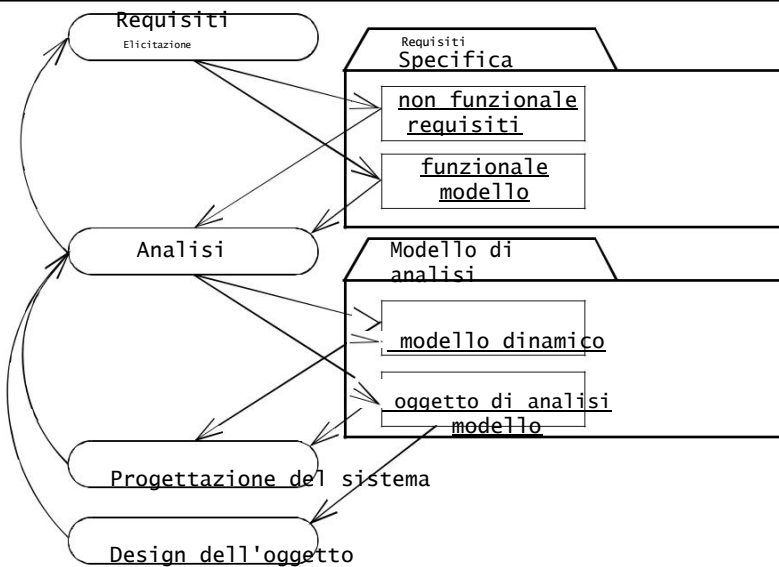 Requisiti
Elicitazione
Requisiti
Specifica
non funzionale
requisiti
funzionale
modello
Analisi
Modello di
analisi
modello dinamico
oggetto di analisi
modello
Progettazione del sistema
Design dell'oggetto